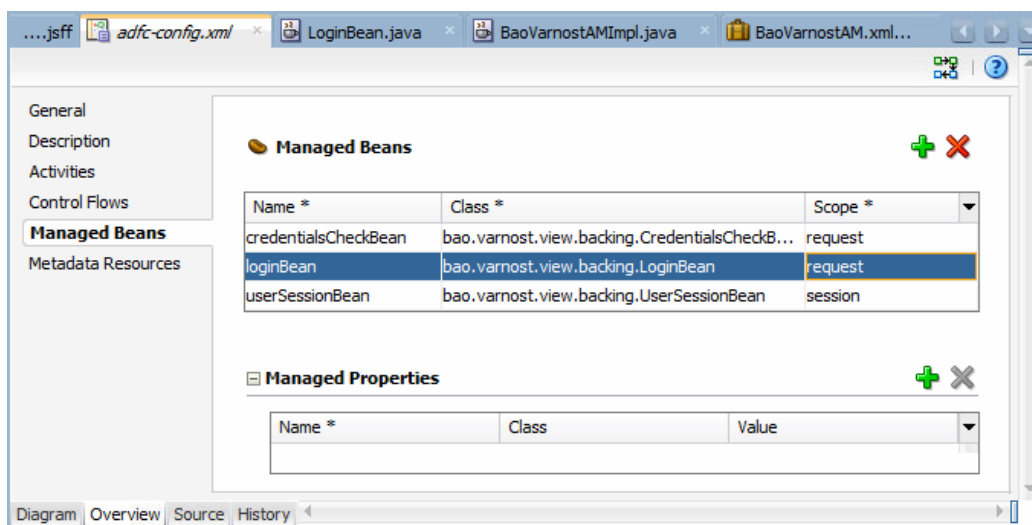 ....jsff adfc-config.xml LoginBean.java BaoVarnostAMImpl.java BaoVarnostAM.xml...
General
Description
Activities
Control Flows
Managed Beans
Metadata Resources
Managed Beans
Name * Class * Scope *
credentialsCheckBean bao.varnost.view.backing.CredentialsCheckB... request
loginBean bao.varnost.view.backing.LoginBean request
userSessionBean bao.varnost.view.backing.UserSessionBean session
Managed Properties
Name * Class Value
Diagram Overview Source History